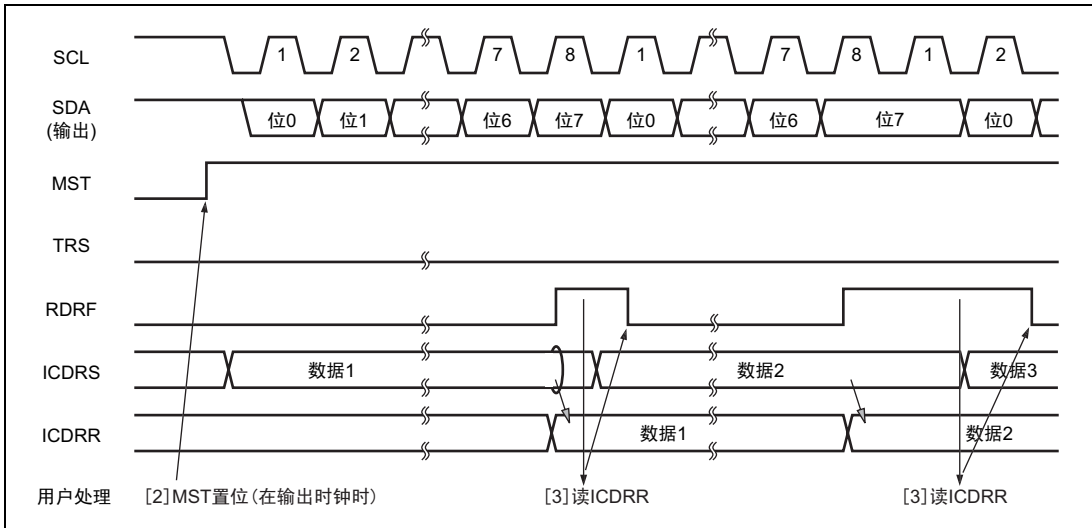 SCL 1 2 7 8 1 7 8 1 2
SDA
(输出) 位0 位1 位6 位7 位0 位6 位7 位0
MST
TRS
RDRF
ICDRS 数据1 数据2 数据3
ICDRR 数据1 数据2
用户处理 [2]MST置位(在输出时钟时) [3]读ICDRR [3]读ICDRR